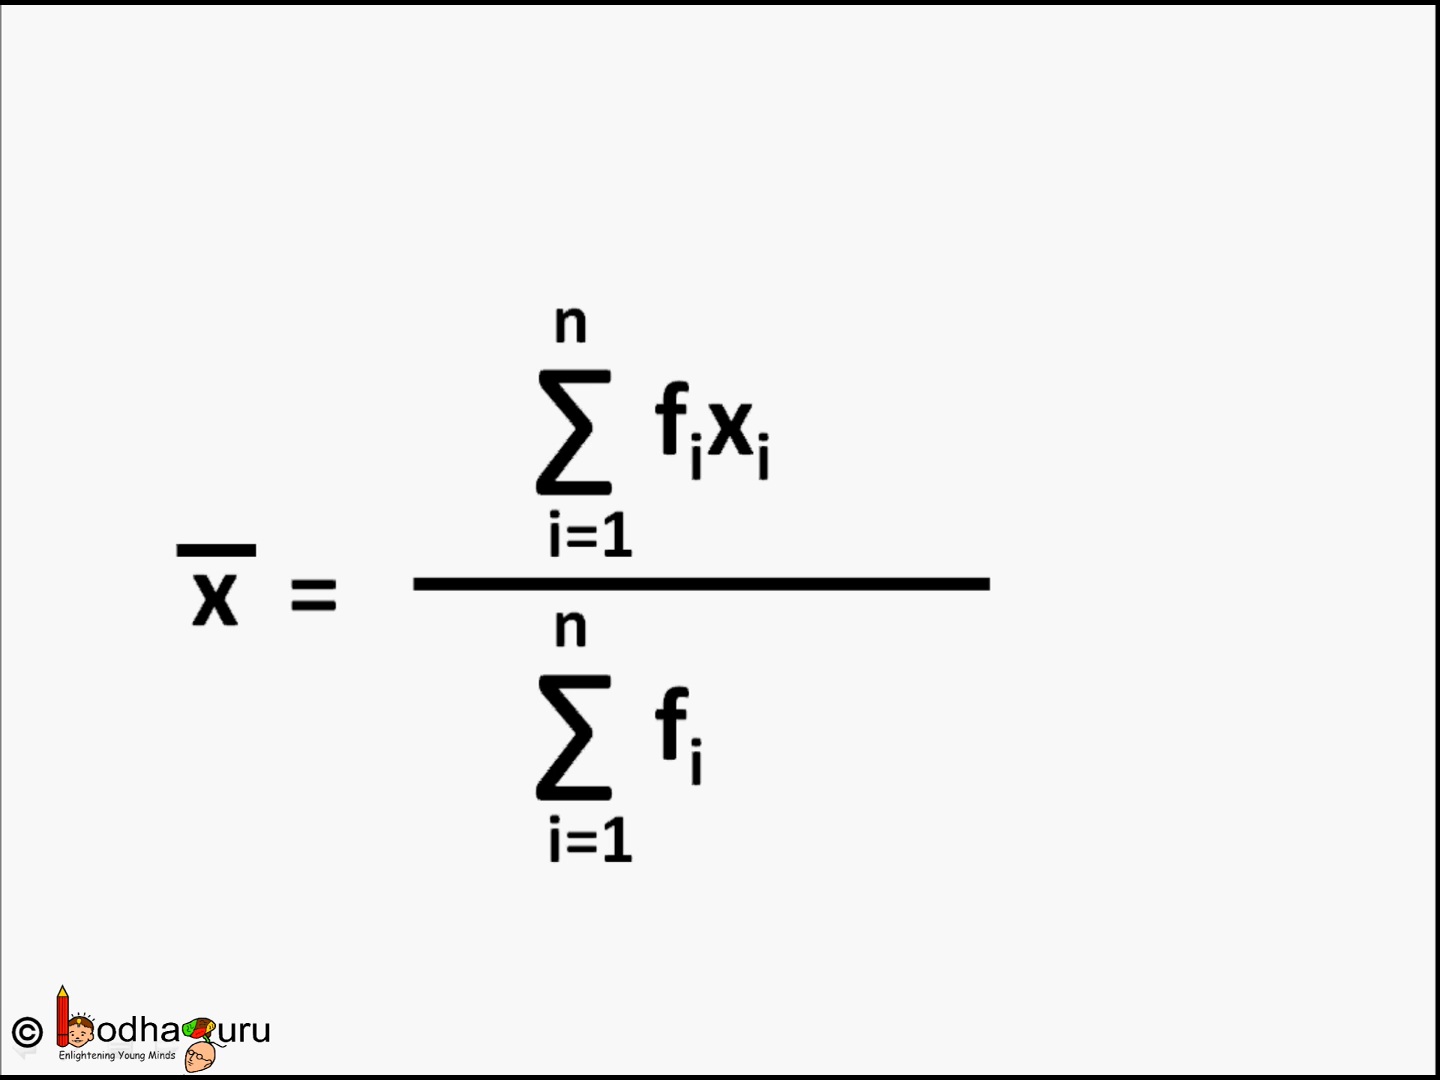 n
∑ fᵢxᵢ
i=1
x̅ =
n
∑ fᵢ
i=1
© bodhaGuru
Enlightening Young Minds